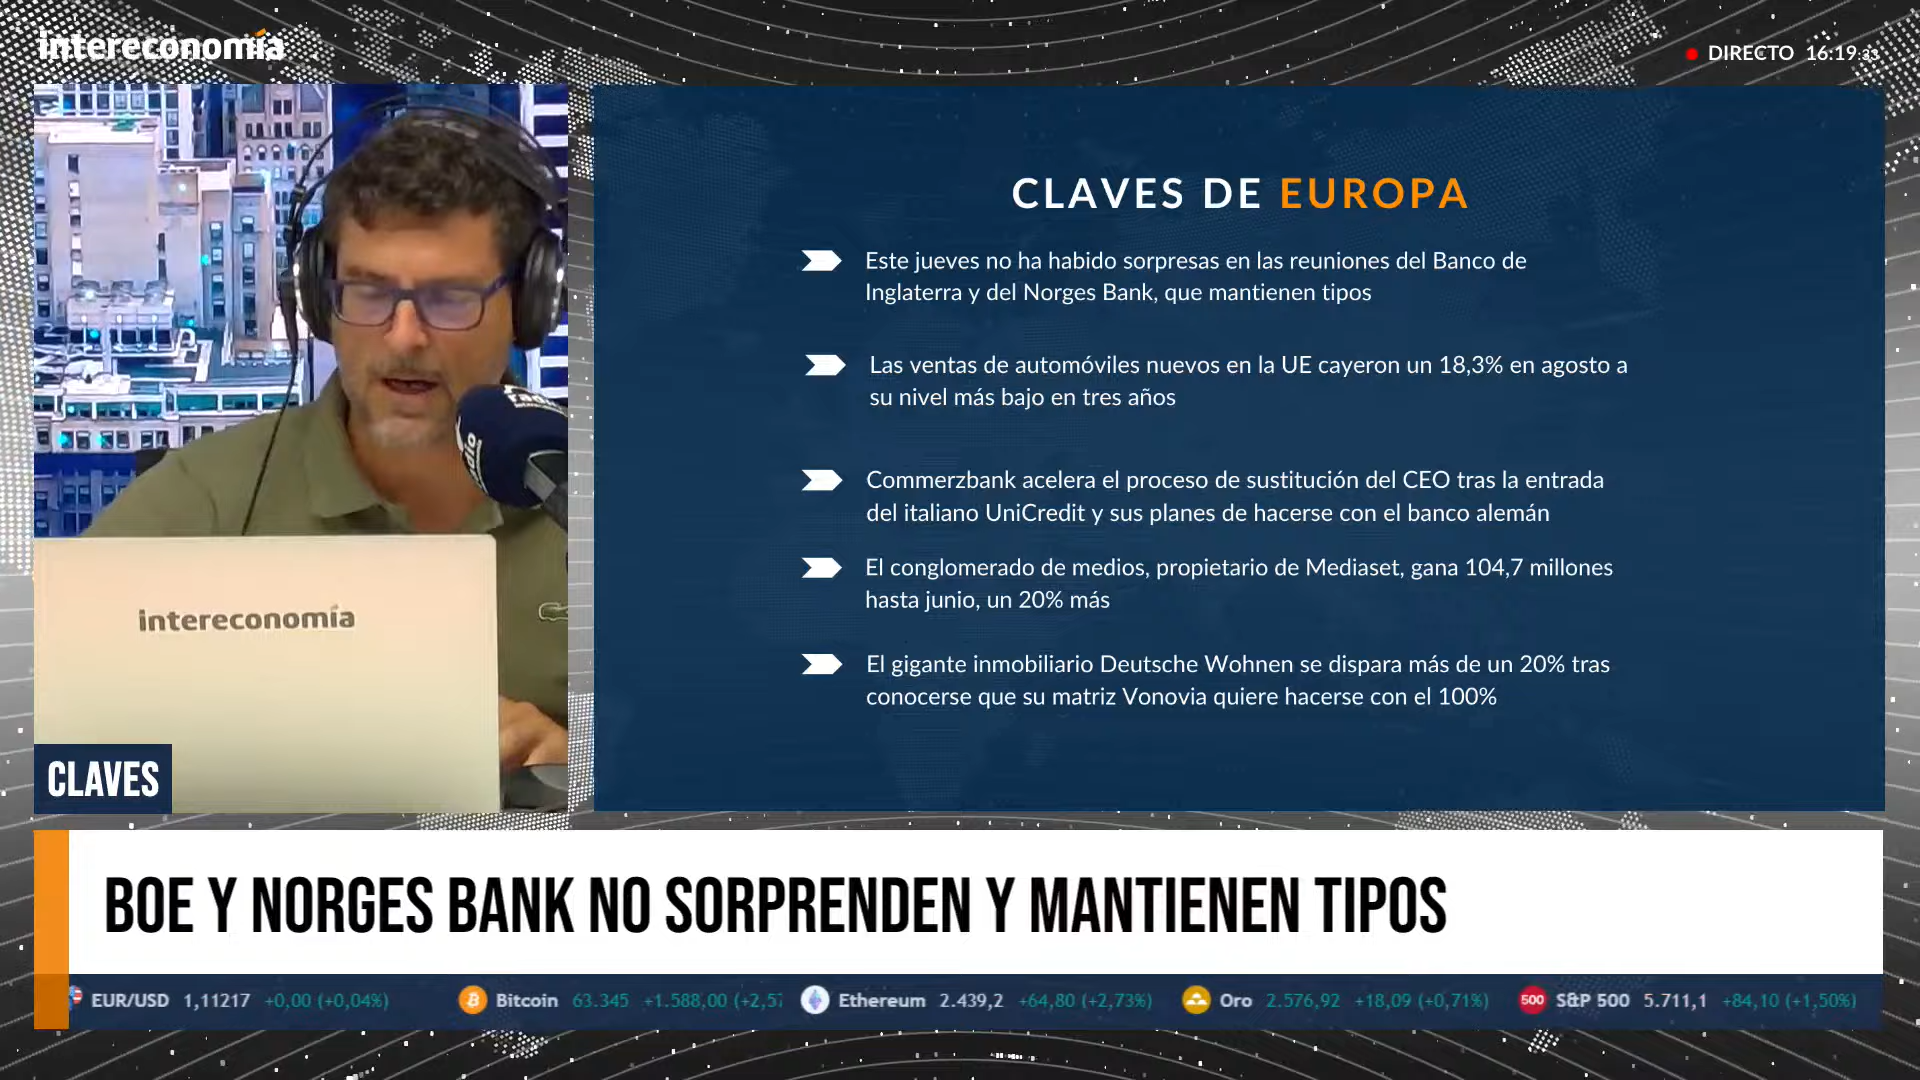 intereconomía
DIRECTO 16:19:33
CLAVES DE EUROPA
Este jueves no ha habido sorpresas en las reuniones del Banco de
Inglaterra y del Norges Bank, que mantienen tipos
Las ventas de automóviles nuevos en la UE cayeron un 18,3% en agosto a
su nivel más bajo en tres años
Commerzbank acelera el proceso de sustitución del CEO tras la entrada
del italiano UniCredit y sus planes de hacerse con el banco alemán
El conglomerado de medios, propietario de Mediaset, gana 104,7 millones
hasta junio, un 20% más
El gigante inmobiliario Deutsche Wohnen se dispara más de un 20% tras
conocerse que su matriz Vonovia quiere hacerse con el 100%
intereconomía
CLAVES
BOE Y NORGES BANK NO SORPRENDEN Y MANTIENEN TIPOS
EUR/USD 1,11217 +0,00 (+0,04%) Bitcoin 63.345 +1.588,00 (+2,57 Ethereum 2.439,2 +64,80 (+2,73%) Oro 2.576,92 +18,09 (+0,71%) 500 S&P 500 5.711,1 +84,10 (+1,50%)